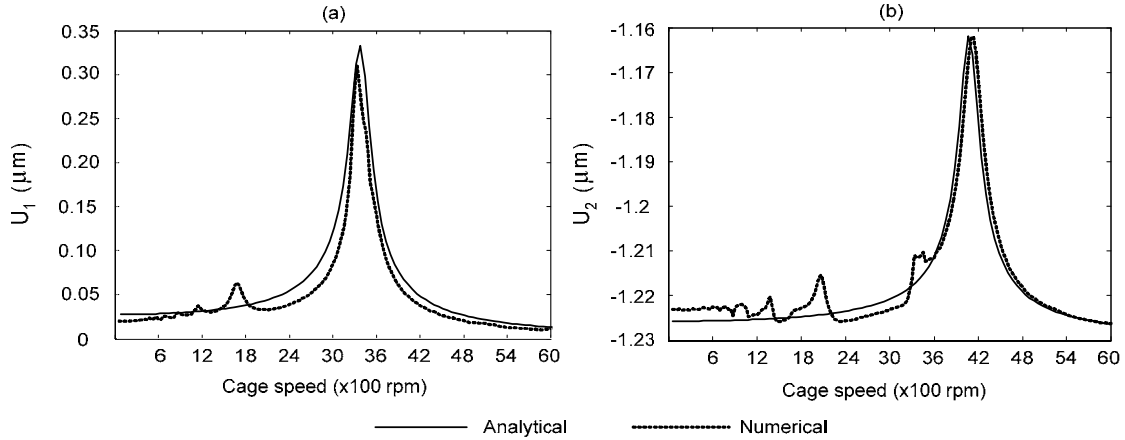 (a)
0.35
0.30
0.25
0.20
0.15
0.10
0.05
0
U1 (μm)
6 12 18 24 30 36 42 48 54 60
Cage speed (x100 rpm)
(b)
-1.16
-1.17
-1.18
-1.19
-1.2
-1.21
-1.22
-1.23
U2 (μm)
6 12 18 24 30 36 42 48 54 60
Cage speed (x100 rpm)
Analytical Numerical